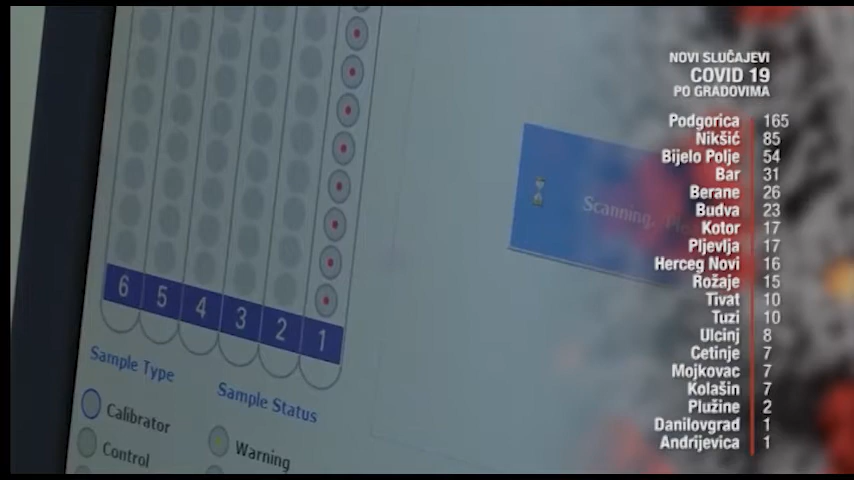 NOVI SLUČAJEVI
COVID 19
PO GRADOVIMA
Podgorica 165
Nikšić 85
Bijelo Polje 54
Bar 31
Berane 26
Budva 23
Kotor 17
Pljevlja 17
Herceg Novi 16
Rožaje 15
Tivat 10
Tuzi 10
Ulcinj 8
Cetinje 7
Mojkovac 7
Kolašin 7
Plužine 2
Danilovgrad 1
Andrijevica 1
Scanning.
6 5 4 3 2 1
Sample Type
Calibrator
Control
Sample Status
Warning